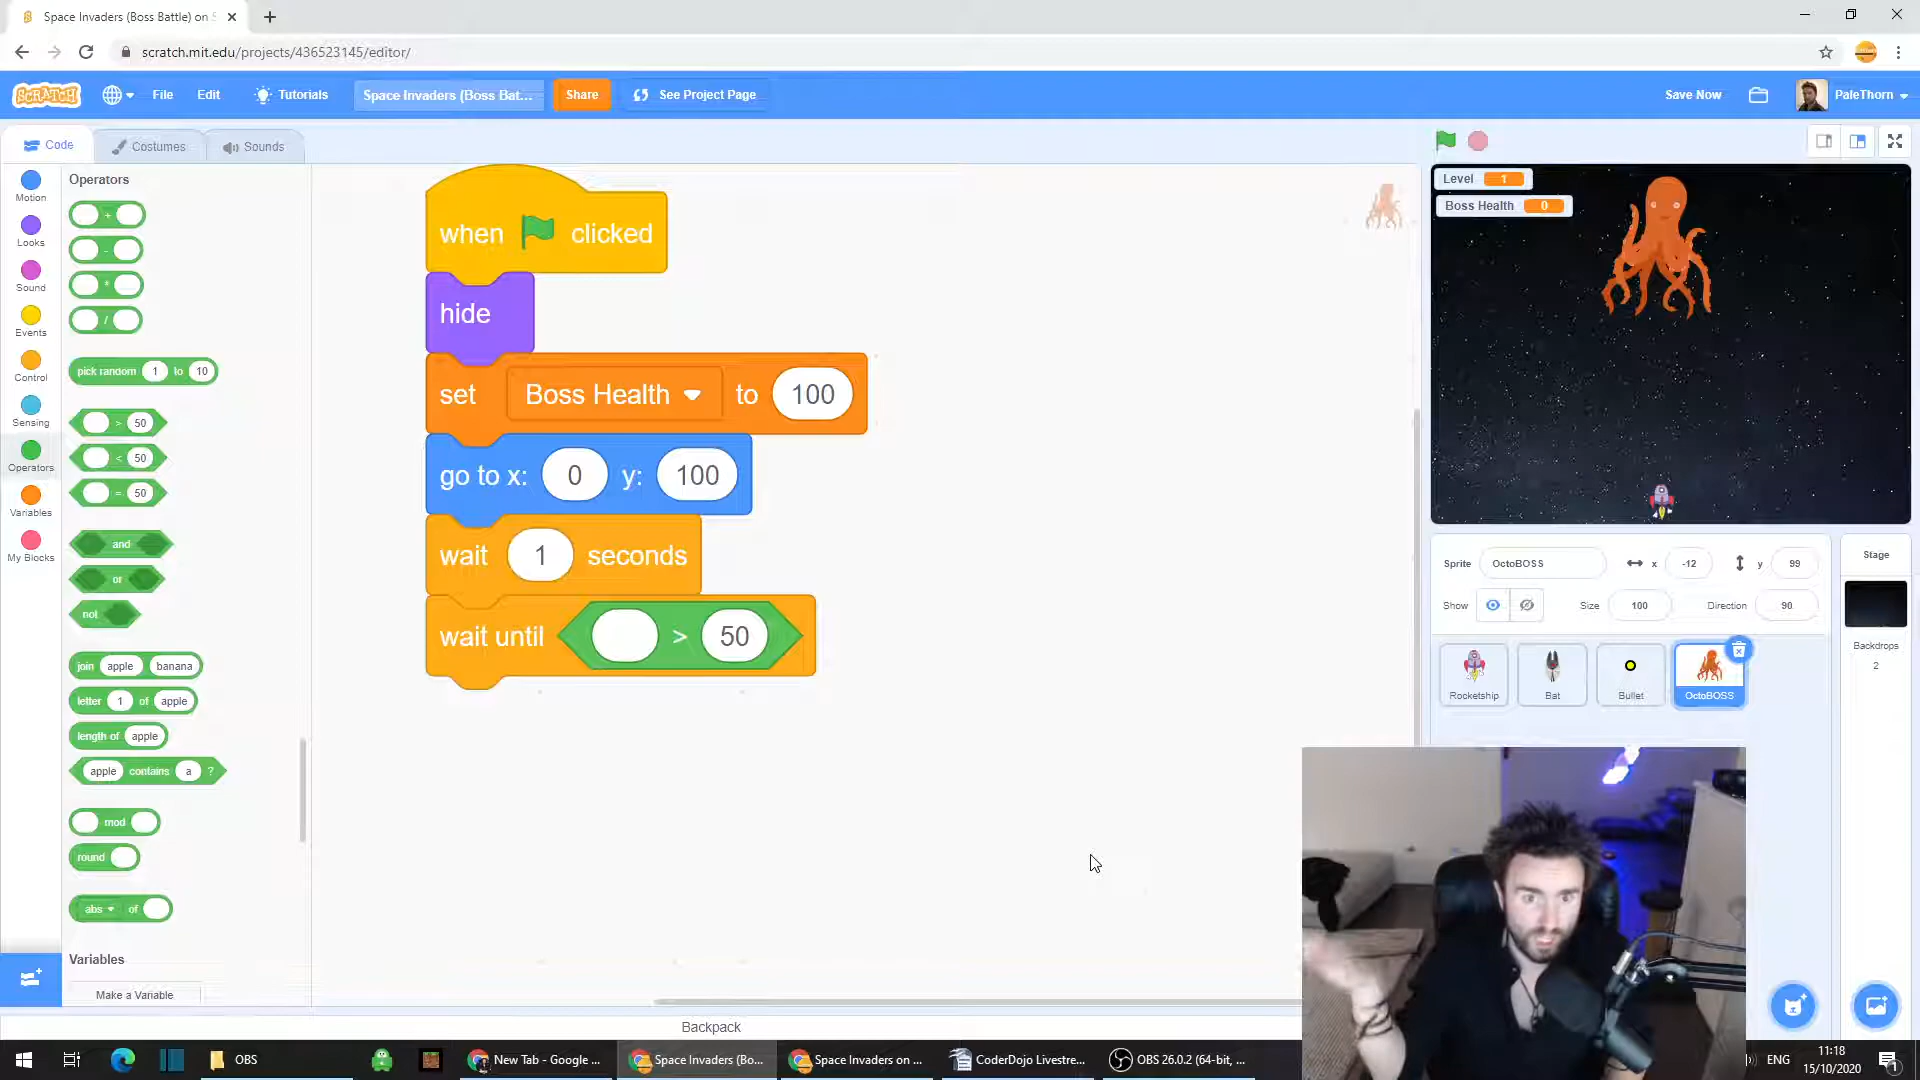 Space Invaders (Boss Battle) on S
scratch.mit.edu/projects/436523145/editor/
SCRATCH
File
Edit
Tutorials
Space Invaders (Boss Bat...
Share
See Project Page
Save Now
PaleThorn
Code
Costumes
Sounds
Motion
Looks
Sound
Events
Control
Sensing
Operators
Variables
My Blocks
Operators
+
-
*
/
pick random 1 to 10
> 50
< 50
= 50
and
or
not
join apple banana
letter 1 of apple
length of apple
apple contains a ?
mod
round
abs of
Variables
Make a Variable
when clicked
hide
set Boss Health to 100
go to x: 0 y: 100
wait 1 seconds
wait until > 50
Level 1
Boss Health 0
Sprite OctoBOSS x -12 y 99
Show Size 100 Direction 90
Rocketship
Bat
Bullet
OctoBOSS
Stage
Backdrops
2
Backpack
OBS
New Tab - Google ...
Space Invaders (Bo...
Space Invaders on ...
CoderDojo Livestre...
OBS 26.0.2 (64-bit, ...
ENG
11:18
15/10/2020
1